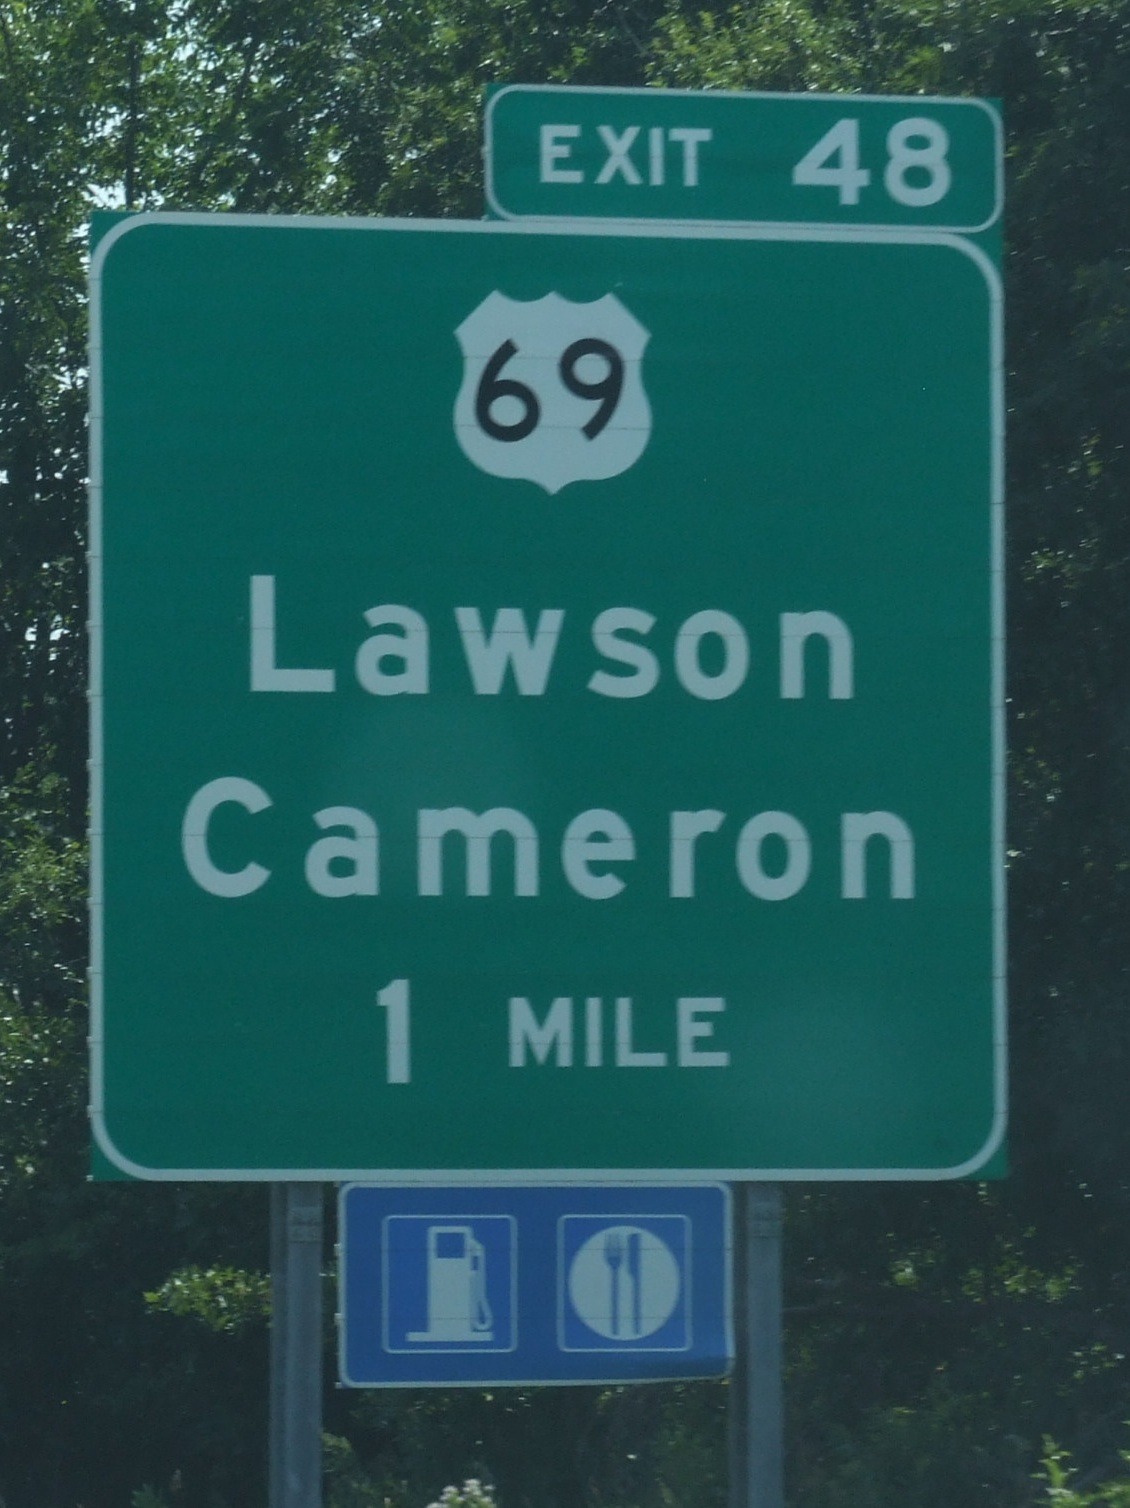 EXIT 48
69
Lawson
Cameron
1 MILE